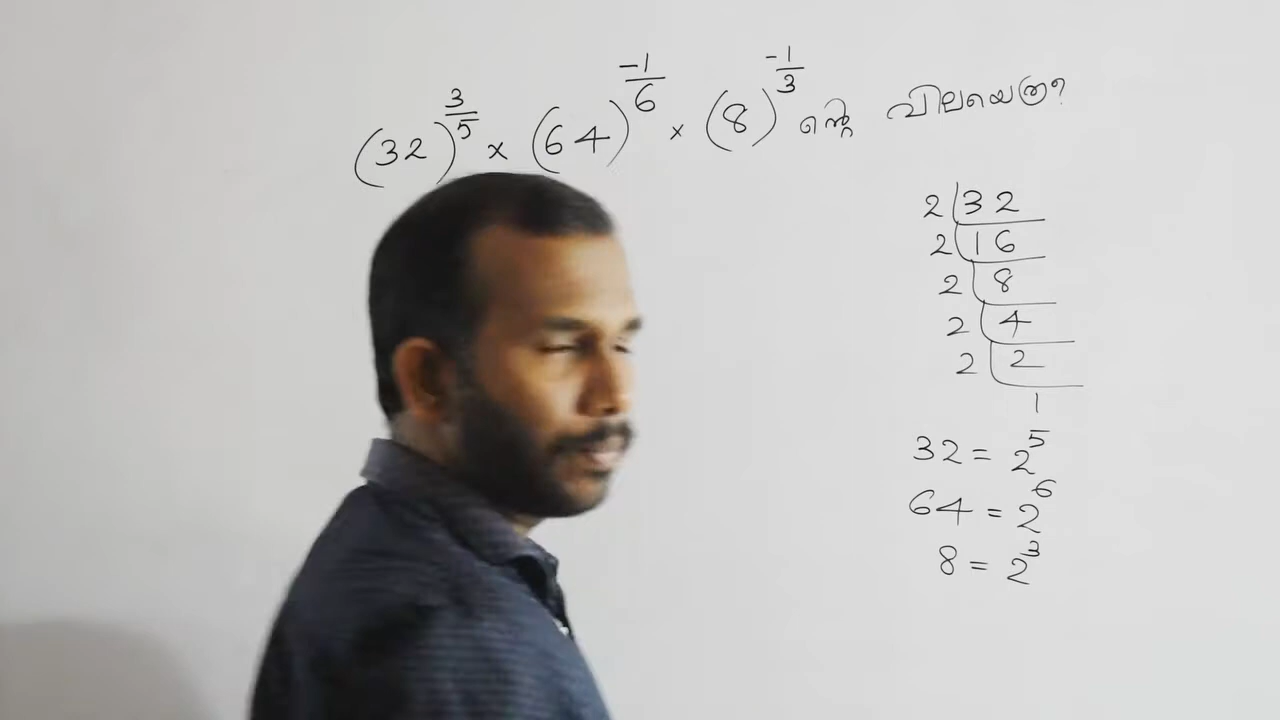 (32)^{3/5} × (64)^{-1/6} × (8)^{-1/3} ന്റെ വിലയെത്ര?
2 | 32
2 | 16
2 | 8
2 | 4
2 | 2
1
32 = 2^5
64 = 2^6
8 = 2^3